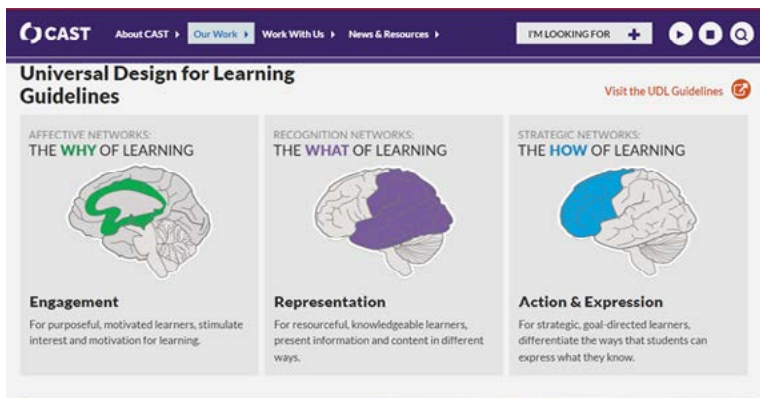 CAST
About CAST
Our Work
Work With Us
News & Resources
I'M LOOKING FOR
Universal Design for Learning
Guidelines
Visit the UDL Guidelines
AFFECTIVE NETWORKS:
THE WHY OF LEARNING
Engagement
For purposeful, motivated learners, stimulate
interest and motivation for learning.
RECOGNITION NETWORKS:
THE WHAT OF LEARNING
Representation
For resourceful, knowledgeable learners,
present information and content in different
ways.
STRATEGIC NETWORKS:
THE HOW OF LEARNING
Action & Expression
For strategic, goal-directed learners,
differentiate the ways that students can
express what they know.